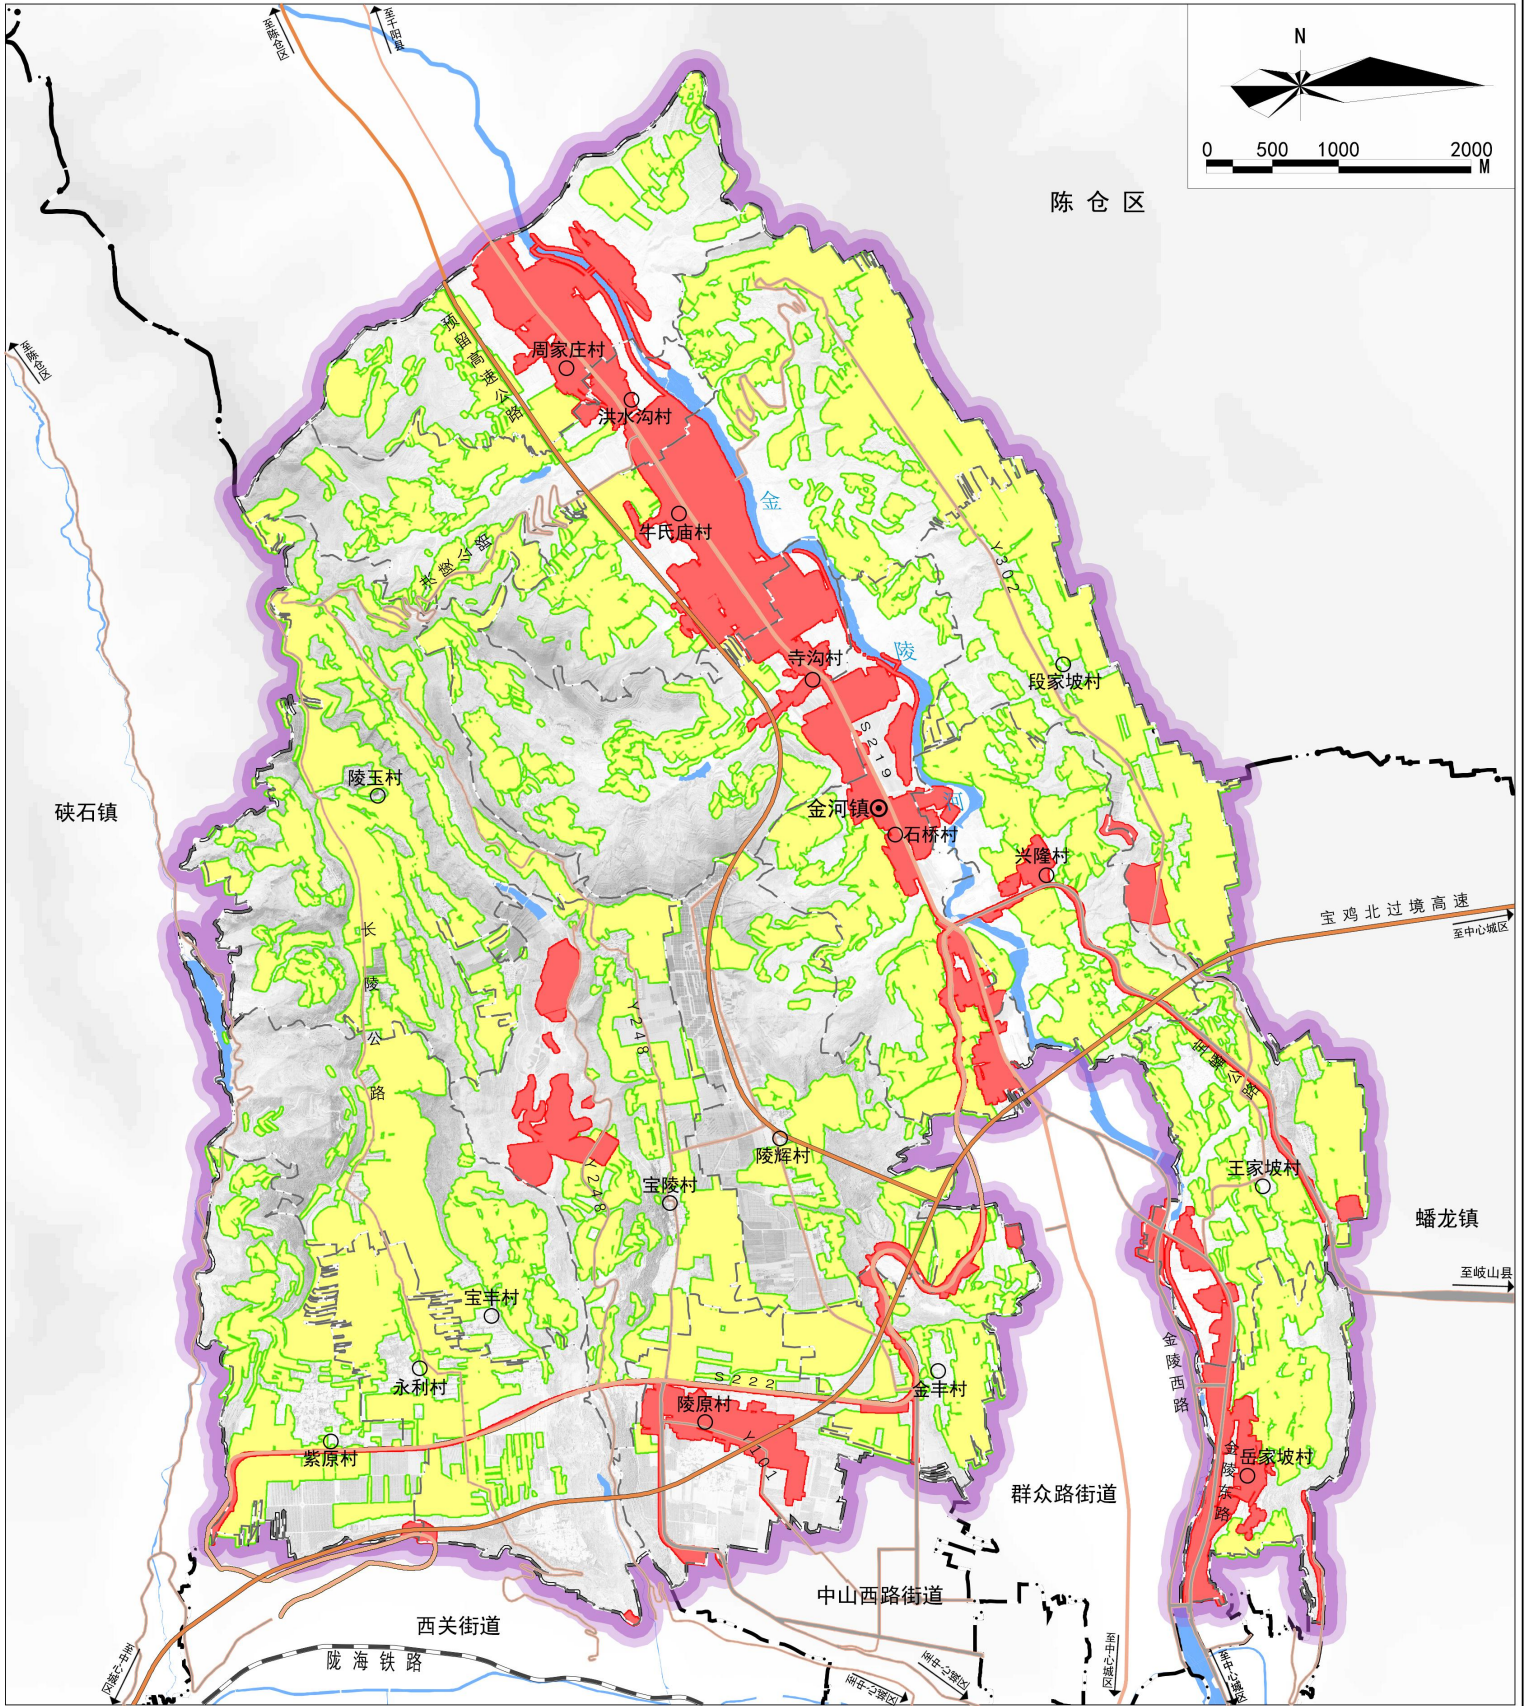 至陈仓区
至千阳县
N
0 500 1000 2000
M
陈仓区
至陈仓区
预留高速公路
周家庄村
洪水沟村
金
牛氏庙村
洪陵公路
Y302
陵
寺沟村
段家坡村
S219
陵玉村
河
金河镇
石桥村
硖石镇
兴隆村
宝鸡北过境高速
至中心城区
长陵公路
Y248
宝蟠公路
陵辉村
王家坡村
Y248
宝陵村
蟠龙镇
至岐山县
宝丰村
金陵西路
永利村
S222
金丰村
陵原村
Y101
紫原村
金陵东路
岳家坡村
群众路街道
中山西路街道
西关街道
陇海铁路
至中心城区
至中心城区
至中心城区
至中心城区
至中心城区